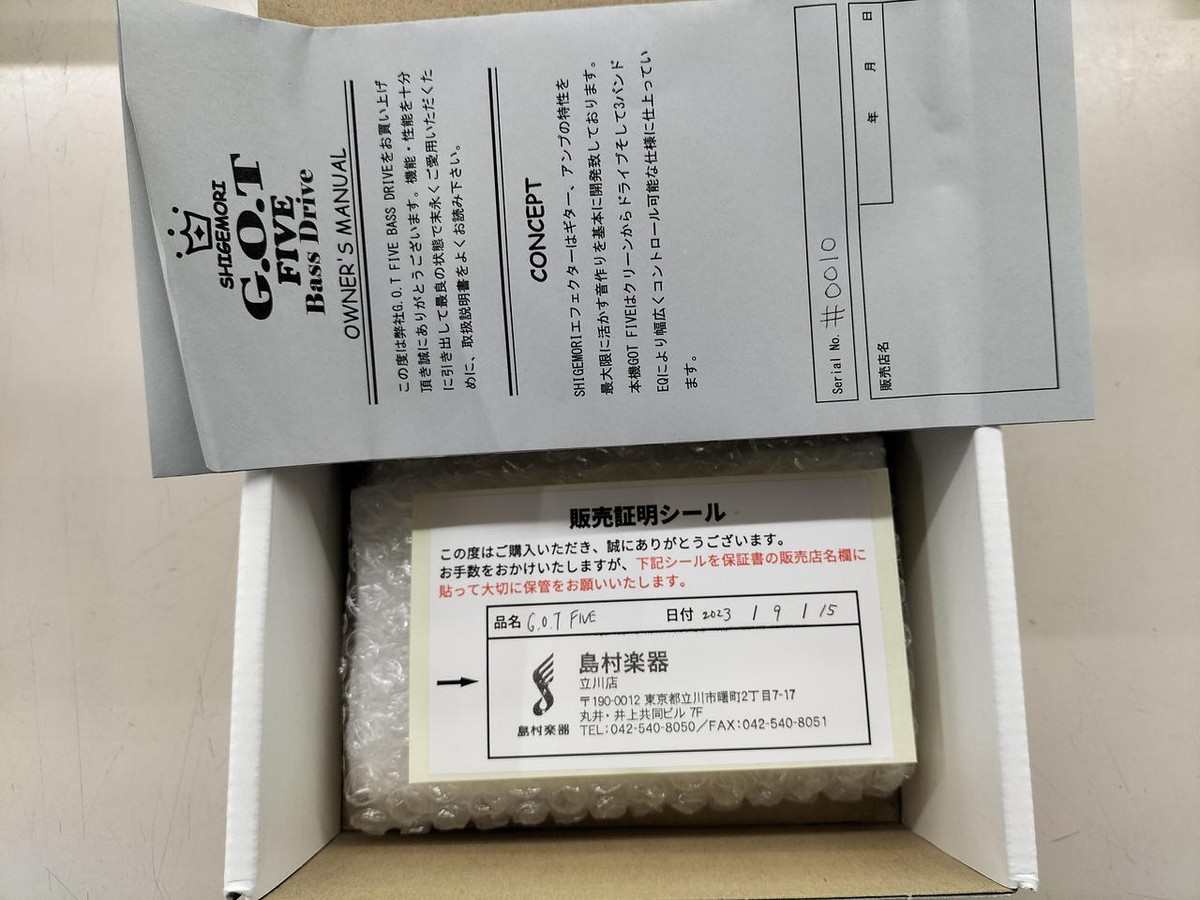 SHIGEMORI
G.O.T
FIVE
Bass Drive
OWNER'S MANUAL
この度は弊社G.O.T FIVE BASS DRIVEをお買い上げ
頂き誠にありがとうございます。機能・性能を十分
に引き出して最良の状態で末永くご愛用いただくた
めに、取扱説明書をよくお読み下さい。
CONCEPT
SHIGEMORIエフェクターはギター、アンプの特性を
最大限に活かす音作りを基本に開発致しております。
本機GOT FIVEはクリーンからドライブそして3バンド
EQにより幅広くコントロール可能な仕様に仕上ってい
ます。
Serial No. #0010
販売店名 年 月 日
販売証明シール
この度はご購入いただき、誠にありがとうございます。
お手数をおかけいたしますが、下記シールを保証書の販売店名欄に
貼って大切に保管をお願いいたします。
品名 G.O.T FIVE 日付 2023 / 9 / 15
島村楽器
立川店
〒190-0012 東京都立川市曙町2丁目7-17
丸井・井上共同ビル 7F
島村楽器 TEL:042-540-8050/FAX:042-540-8051